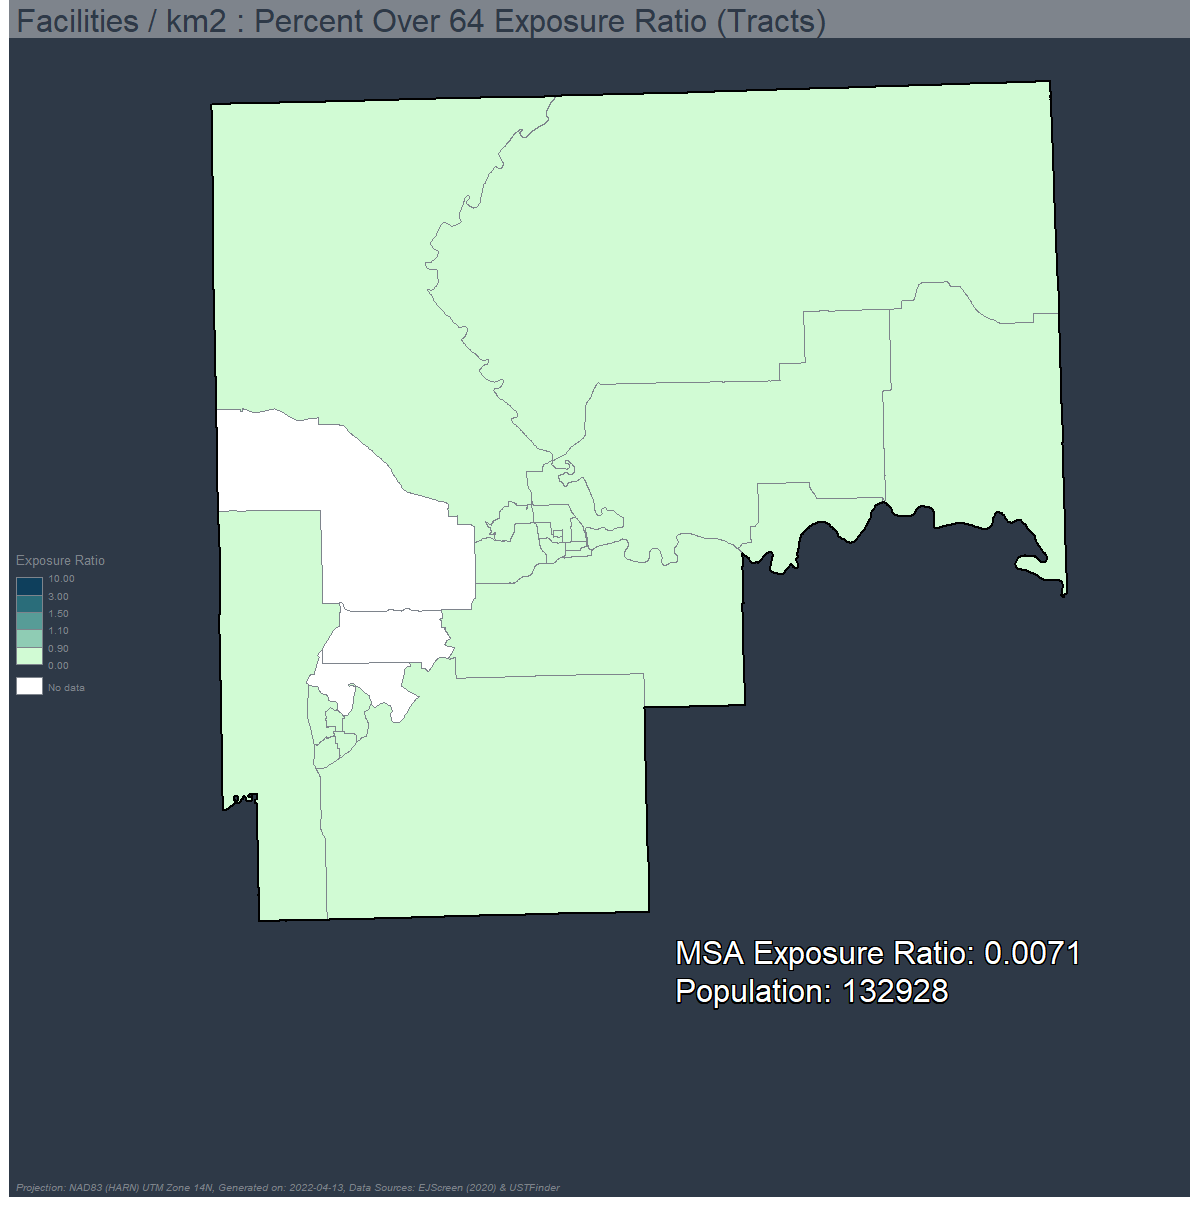 Facilities / km2 : Percent Over 64 Exposure Ratio (Tracts)
Exposure Ratio
10.00
3.00
1.50
1.10
0.90
0.00
No data
MSA Exposure Ratio: 0.0071
Population: 132928
Projection: NAD83 (HARN) UTM Zone 14N, Generated on: 2022-04-13, Data Sources: EJScreen (2020) & USTFinder